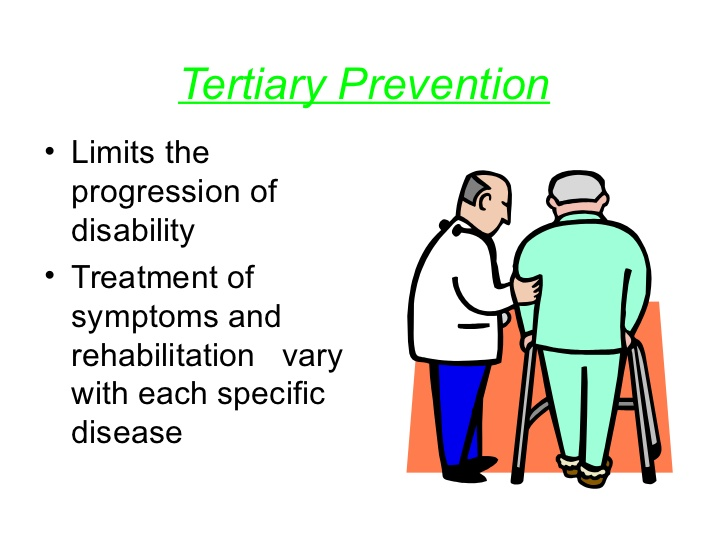 Tertiary Prevention
• Limits the
progression of
disability
• Treatment of
symptoms and
rehabilitation   vary
with each specific
disease